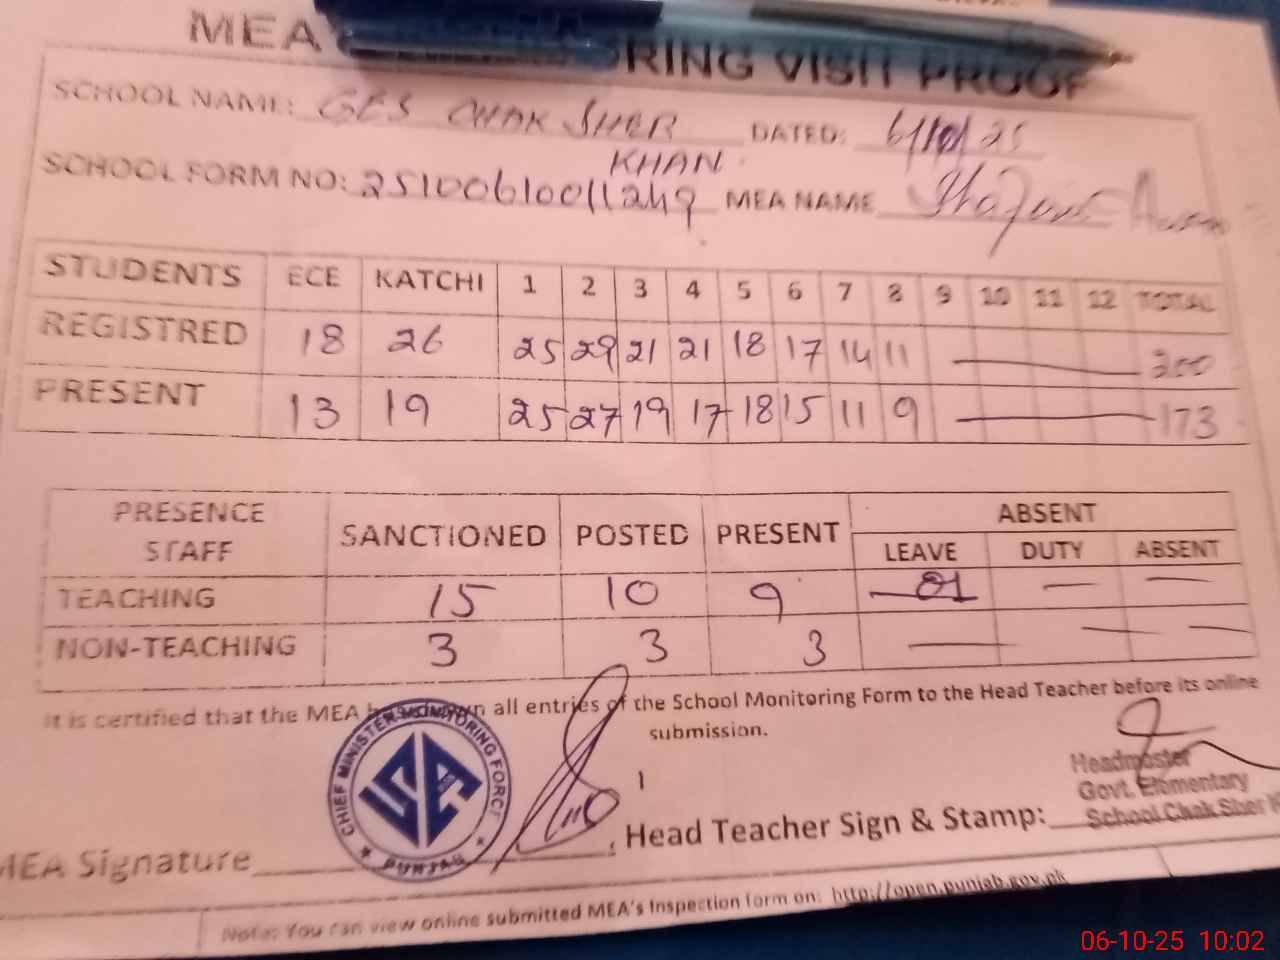 MEA ORING VISIT PROOF
SCHOOL NAME: GES CHAK SHER KHAN DATED: 6/10/25
SCHOOL FORM NO: MEA NAME
STUDENTS ECE KATCHI 1 2 3 4 5 6 7 8 9 10 11 12 TOTAL
REGISTRED 18 26 25 29 21 21 18 17 14 11 — 200
PRESENT 13 19 25 27 19 17 18 15 11 9 — 173
PRESENCE STAFF SANCTIONED POSTED PRESENT ABSENT
LEAVE DUTY ABSENT
TEACHING 15 10 9 01 — —
NON-TEACHING 3 3 3 — — —
It is certified that the MEA all entries of the School Monitoring Form to the Head Teacher before its online
submission.
CHIEF MINISTER MONITORING FORCE
PUNJAB
Headmaster
Govt. Elementary
School Chak Sher
MEA Signature Head Teacher Sign & Stamp:
Note: You can view online submitted MEA's Inspection form on: http://open.punjab.gov.pk
06-10-25 10:02